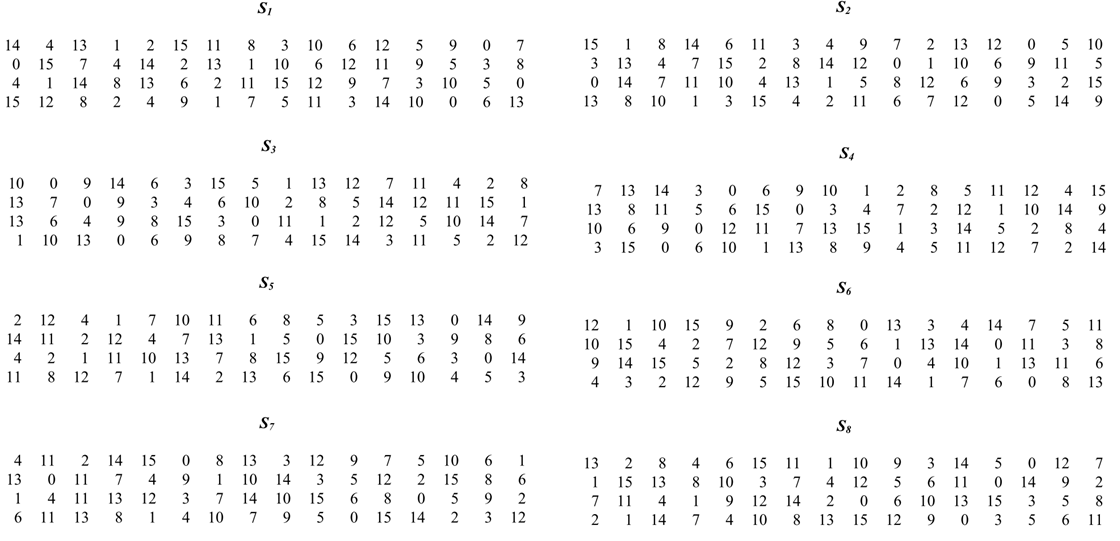 S1
14 4 13 1 2 15 11 8 3 10 6 12 5 9 0 7
0 15 7 4 14 2 13 1 10 6 12 11 9 5 3 8
4 1 14 8 13 6 2 11 15 12 9 7 3 10 5 0
15 12 8 2 4 9 1 7 5 11 3 14 10 0 6 13
S2
15 1 8 14 6 11 3 4 9 7 2 13 12 0 5 10
3 13 4 7 15 2 8 14 12 0 1 10 6 9 11 5
0 14 7 11 10 4 13 1 5 8 12 6 9 3 2 15
13 8 10 1 3 15 4 2 11 6 7 12 0 5 14 9
S3
10 0 9 14 6 3 15 5 1 13 12 7 11 4 2 8
13 7 0 9 3 4 6 10 2 8 5 14 12 11 15 1
13 6 4 9 8 15 3 0 11 1 2 12 5 10 14 7
1 10 13 0 6 9 8 7 4 15 14 3 11 5 2 12
S4
7 13 14 3 0 6 9 10 1 2 8 5 11 12 4 15
13 8 11 5 6 15 0 3 4 7 2 12 1 10 14 9
10 6 9 0 12 11 7 13 15 1 3 14 5 2 8 4
3 15 0 6 10 1 13 8 9 4 5 11 12 7 2 14
S5
2 12 4 1 7 10 11 6 8 5 3 15 13 0 14 9
14 11 2 12 4 7 13 1 5 0 15 10 3 9 8 6
4 2 1 11 10 13 7 8 15 9 12 5 6 3 0 14
11 8 12 7 1 14 2 13 6 15 0 9 10 4 5 3
S6
12 1 10 15 9 2 6 8 0 13 3 4 14 7 5 11
10 15 4 2 7 12 9 5 6 1 13 14 0 11 3 8
9 14 15 5 2 8 12 3 7 0 4 10 1 13 11 6
4 3 2 12 9 5 15 10 11 14 1 7 6 0 8 13
S7
4 11 2 14 15 0 8 13 3 12 9 7 5 10 6 1
13 0 11 7 4 9 1 10 14 3 5 12 2 15 8 6
1 4 11 13 12 3 7 14 10 15 6 8 0 5 9 2
6 11 13 8 1 4 10 7 9 5 0 15 14 2 3 12
S8
13 2 8 4 6 15 11 1 10 9 3 14 5 0 12 7
1 15 13 8 10 3 7 4 12 5 6 11 0 14 9 2
7 11 4 1 9 12 14 2 0 6 10 13 15 3 5 8
2 1 14 7 4 10 8 13 15 12 9 0 3 5 6 11